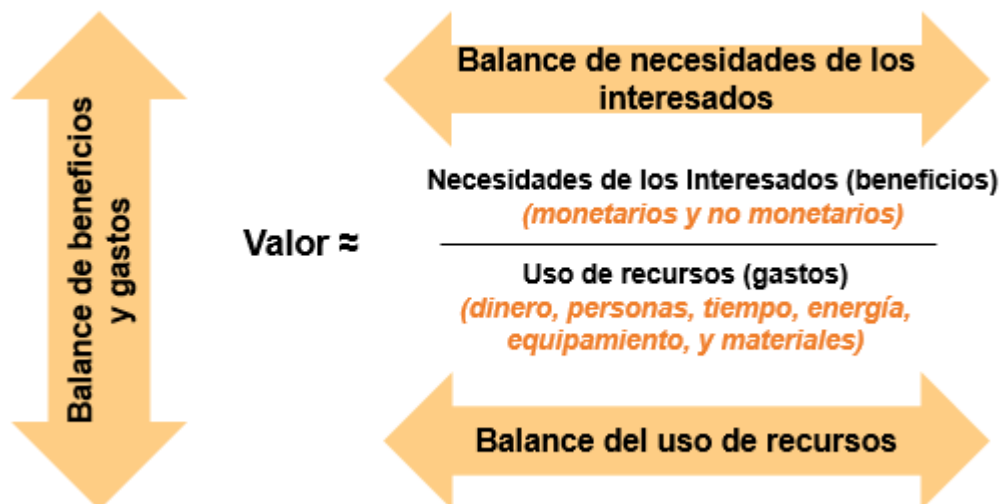 Balance de beneficios
y gastos
Balance de necesidades de los
interesados
Valor ≈
Necesidades de los Interesados (beneficios)
(monetarios y no monetarios)
Uso de recursos (gastos)
(dinero, personas, tiempo, energía,
equipamiento, y materiales)
Balance del uso de recursos